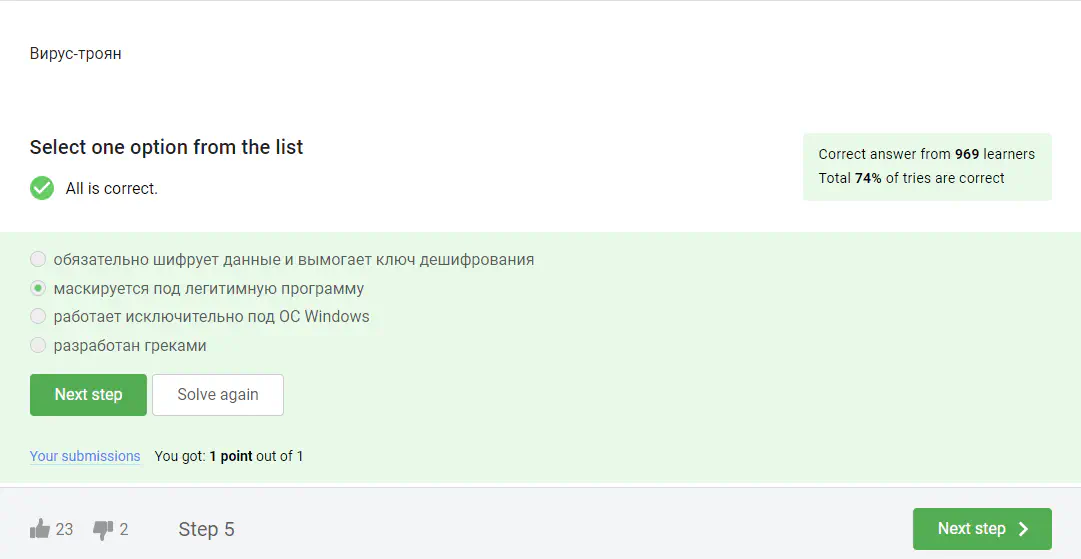 Вирус-троян
Select one option from the list
All is correct.
Correct answer from 969 learners
Total 74% of tries are correct
обязательно шифрует данные и вымогает ключ дешифрования
маскируется под легитимную программу
работает исключительно под ОС Windows
разработан греками
Next step
Solve again
Your submissions You got: 1 point out of 1
23 2 Step 5
Next step